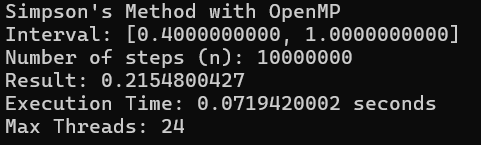 Simpson's Method with OpenMP
Interval: [0.4000000000, 1.0000000000]
Number of steps (n): 10000000
Result: 0.2154800427
Execution Time: 0.0719420002 seconds
Max Threads: 24